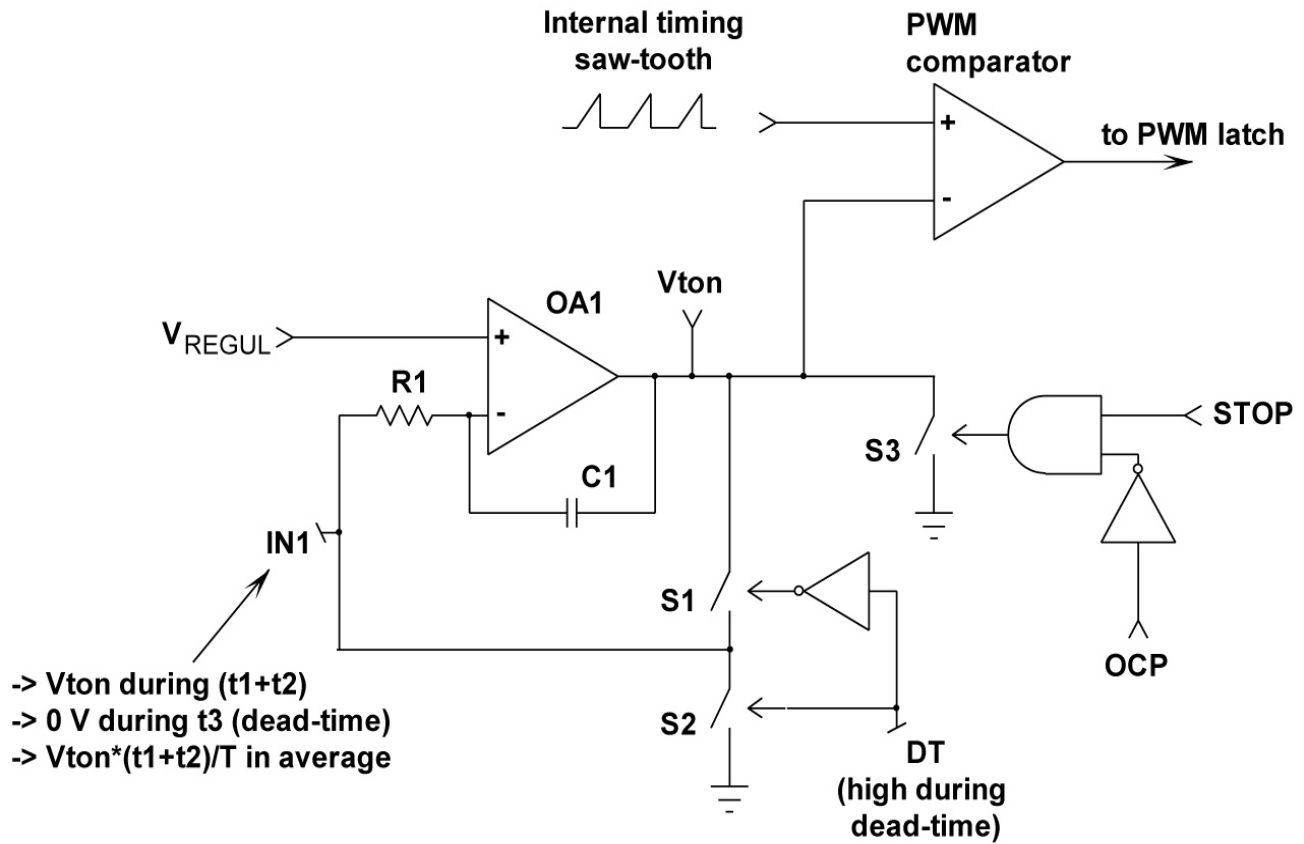 Internal timing
saw-tooth
PWM
comparator
+
-
to PWM latch
Vton
OA1
VREGUL
+
-
R1
C1
S3
STOP
IN1
S1
OCP
-> Vton during (t1+t2)
-> 0 V during t3 (dead-time)
-> Vton*(t1+t2)/T in average
S2
DT
(high during
dead-time)